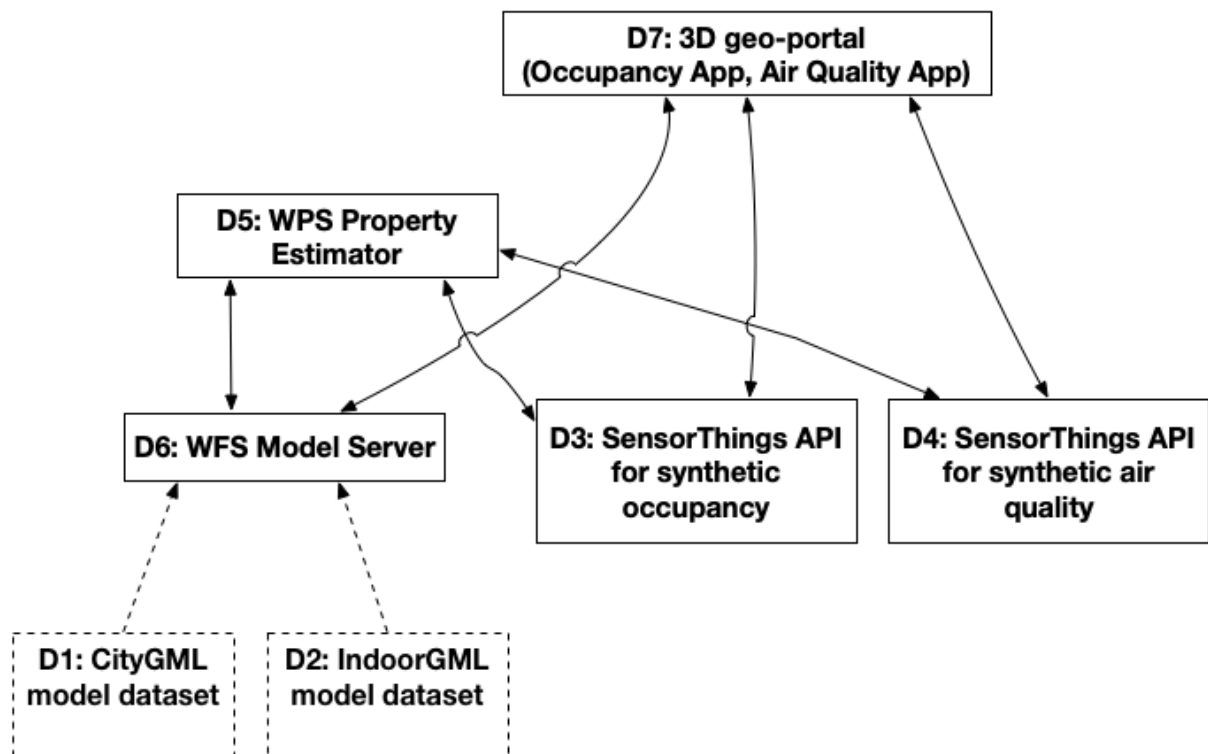 D7: 3D geo-portal
(Occupancy App, Air Quality App)
D5: WPS Property
Estimator
D6: WFS Model Server
D3: SensorThings API
for synthetic
occupancy
D4: SensorThings API
for synthetic air
quality
D1: CityGML
model dataset
D2: IndoorGML
model dataset